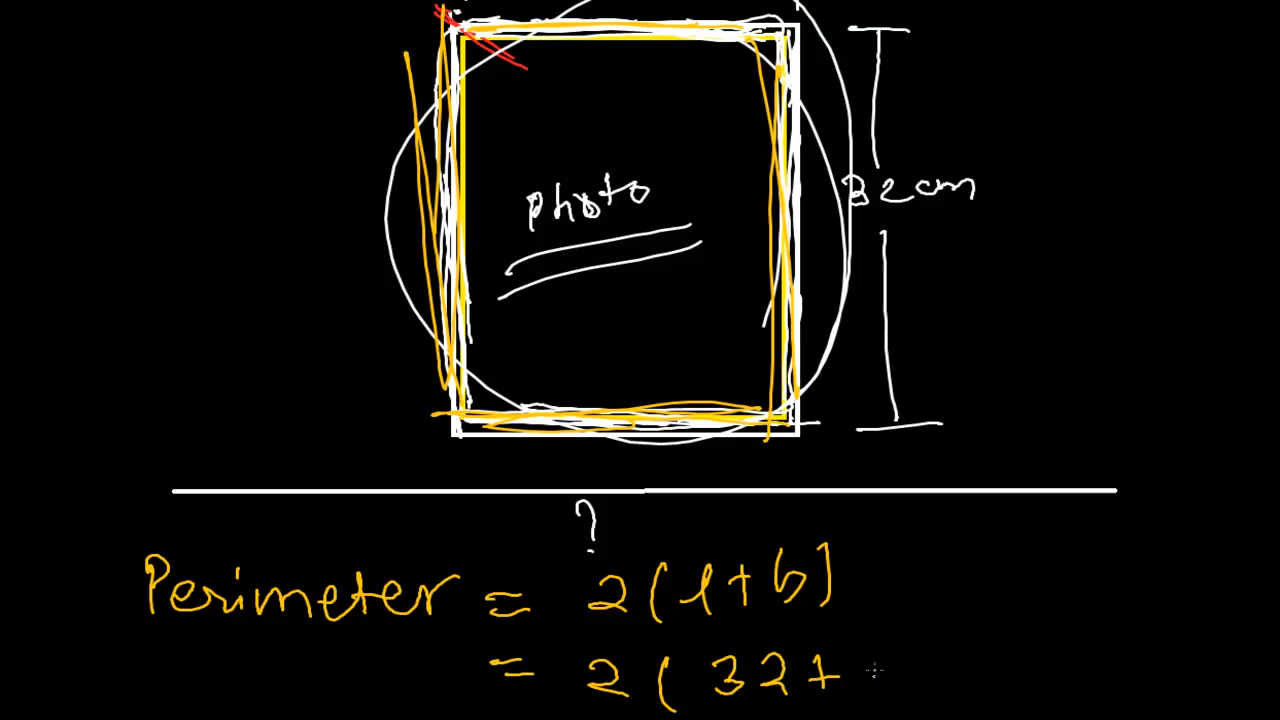 Photo
32cm
?
Perimeter = 2(l+b)
= 2( 32+